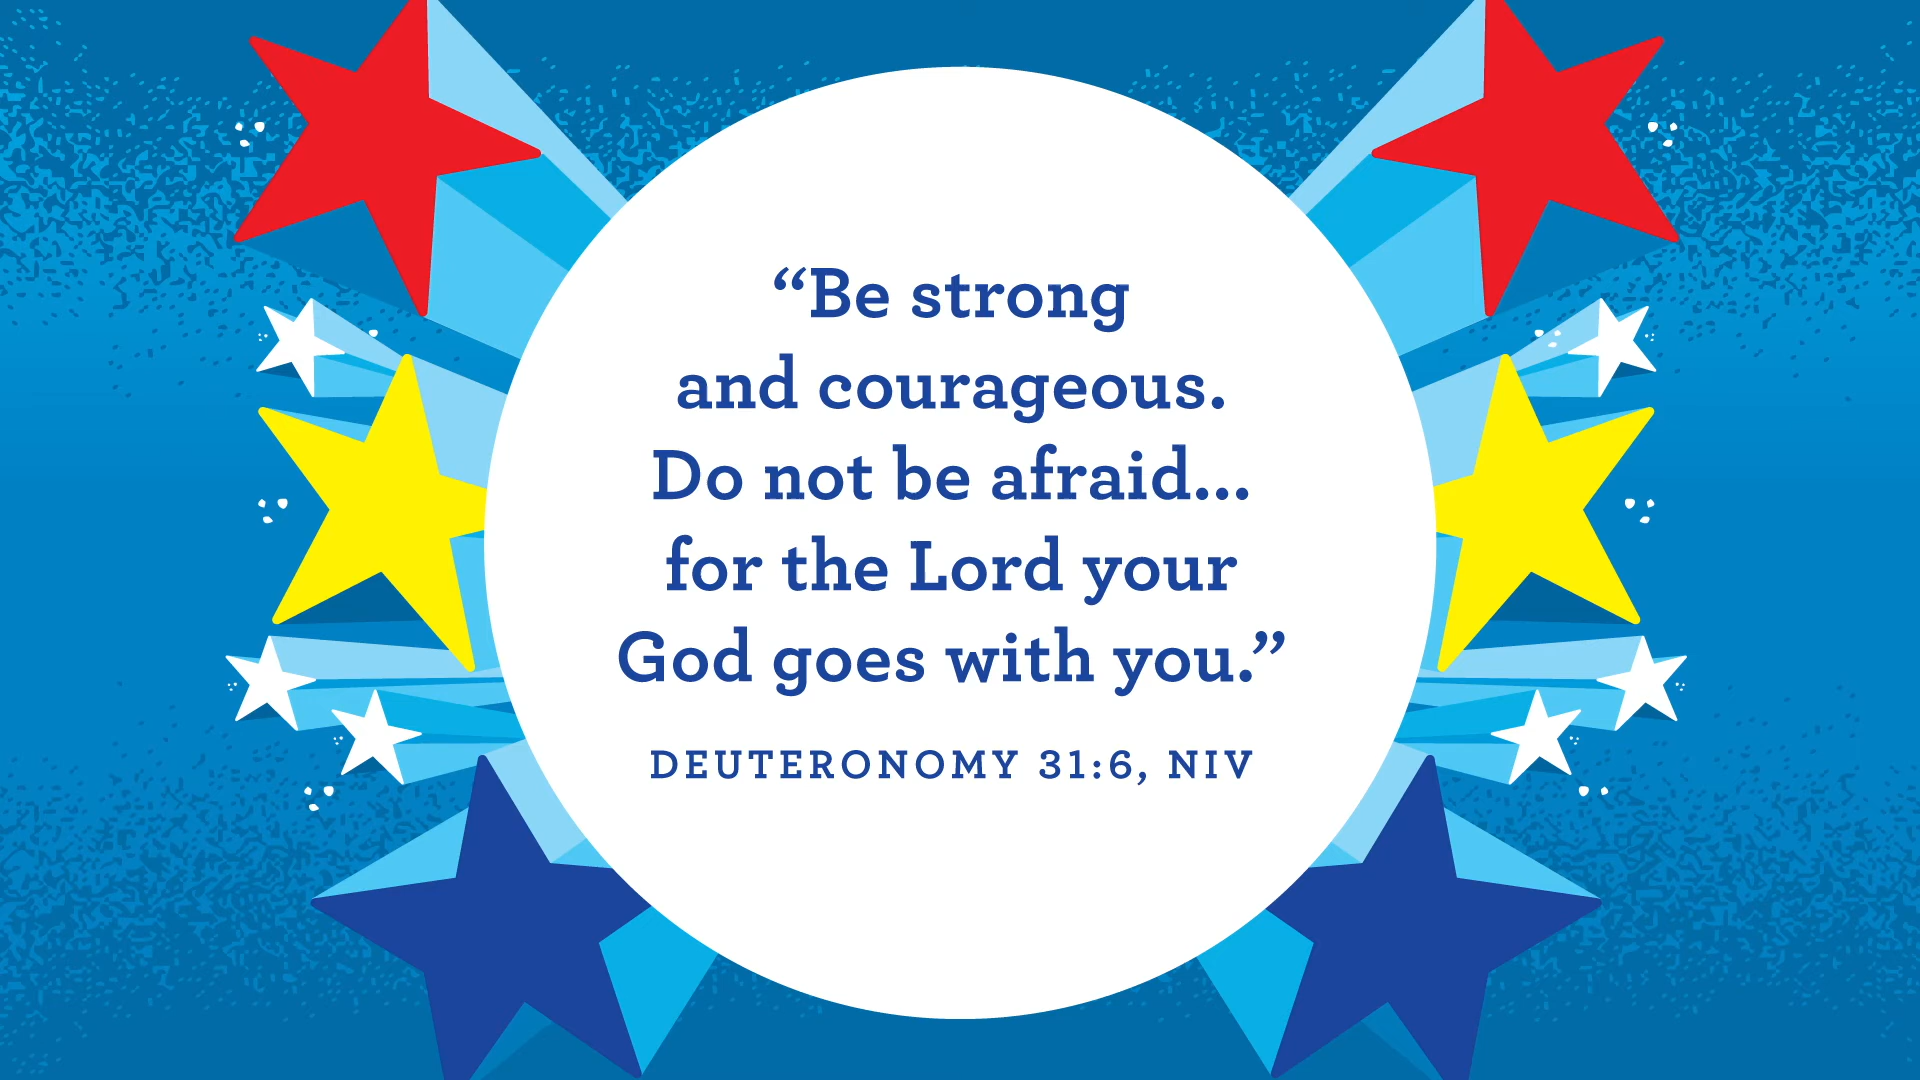 “Be strong
and courageous.
Do not be afraid...
for the Lord your
God goes with you.”
DEUTERONOMY 31:6, NIV